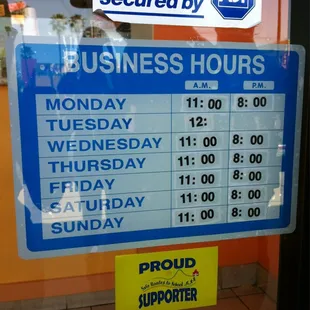 secured by ADT
BUSINESS HOURS
A.M. P.M.
MONDAY 11:00 8:00
TUESDAY 12:
WEDNESDAY 11:00 8:00
THURSDAY 11:00 8:00
FRIDAY 11:00 8:00
SATURDAY 11:00 8:00
SUNDAY 11:00 8:00
PROUD
SUPPORTER